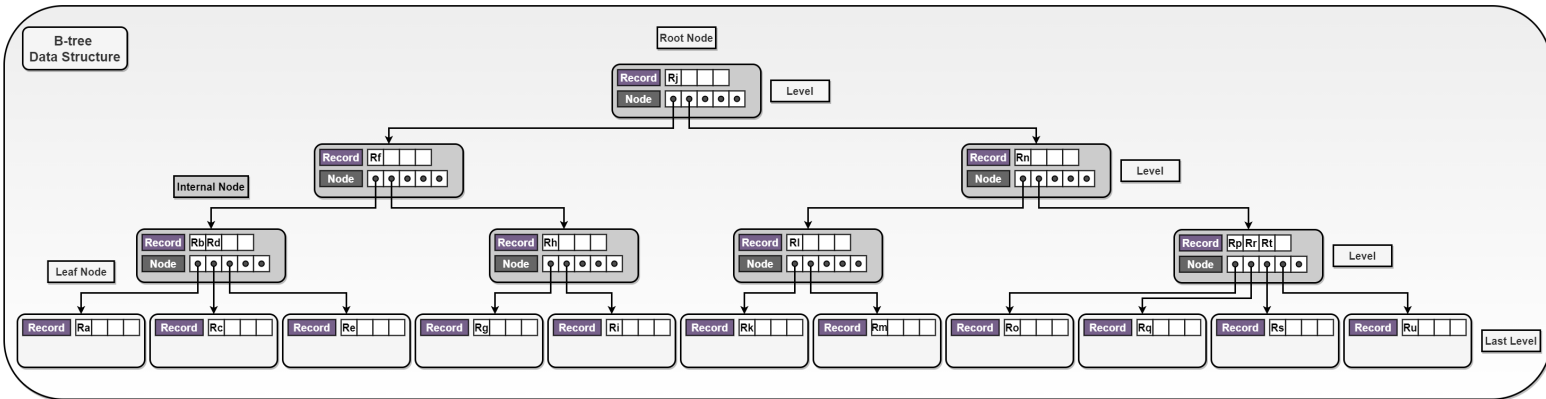 B-tree
Data Structure
Root Node
Record Rj
Node
Level
Record Rf
Node
Record Rn
Node
Level
Internal Node
Record Rb Rd
Node
Record Rh
Node
Record Rl
Node
Record Rp Rr Rt
Node
Level
Leaf Node
Record Ra
Record Rc
Record Re
Record Rg
Record Ri
Record Rk
Record Rm
Record Ro
Record Rq
Record Rs
Record Ru
Last Level